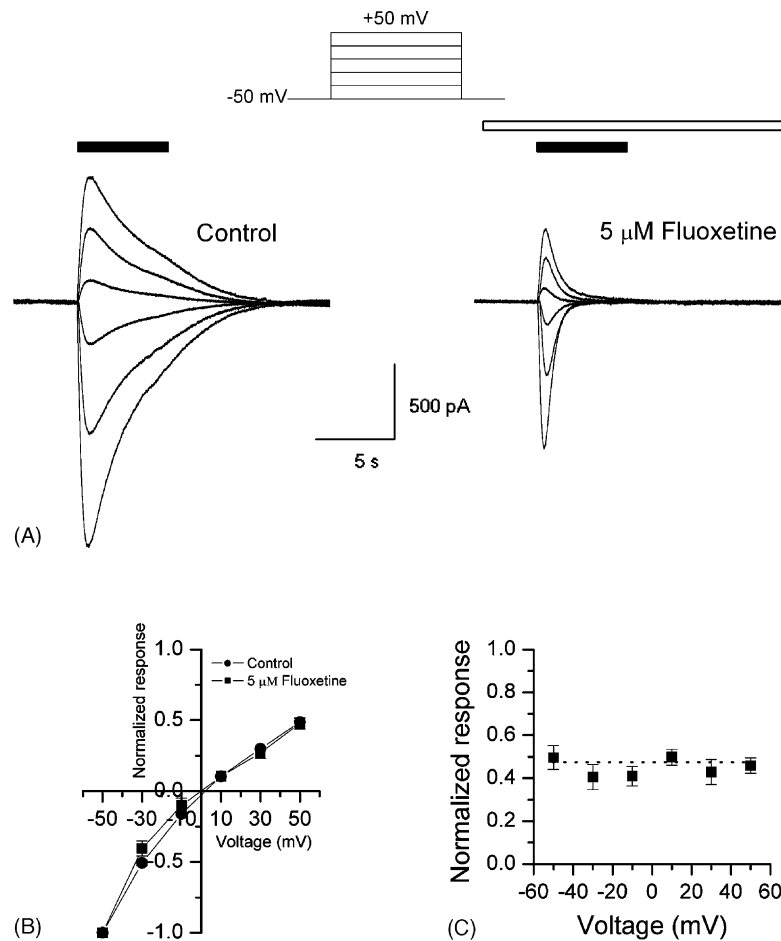 +50 mV
-50 mV
Control
5 μM Fluoxetine
500 pA
5 s
(A)
Normalized response
1.0
0.5
0.0
-0.5
-1.0
-50 -30 -10 10 30 50
Voltage (mV)
Control
5 μM Fluoxetine
(B)
Normalized response
1.0
0.8
0.6
0.4
0.2
0.0
-60 -40 -20 0 20 40 60
Voltage (mV)
(C)